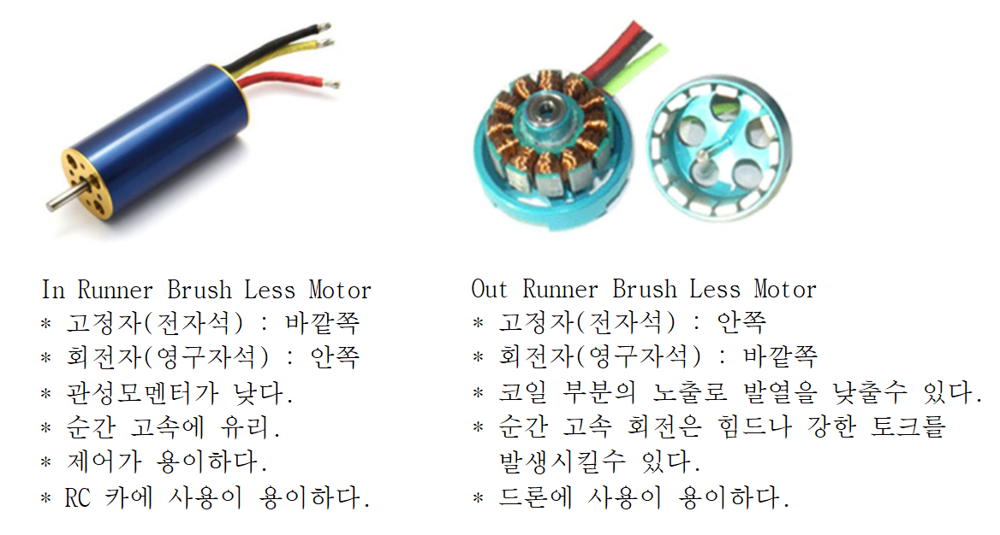 In Runner Brush Less Motor
* 고정자(전자석) : 바깥쪽
* 회전자(영구자석) : 안쪽
* 관성모멘터가 낮다.
* 순간 고속에 유리.
* 제어가 용이하다.
* RC 카에 사용이 용이하다.
Out Runner Brush Less Motor
* 고정자(전자석) : 안쪽
* 회전자(영구자석) : 바깥쪽
* 코일 부분의 노출로 발열을 낮출수 있다.
* 순간 고속 회전은 힘드나 강한 토크를
발생시킬수 있다.
* 드론에 사용이 용이하다.